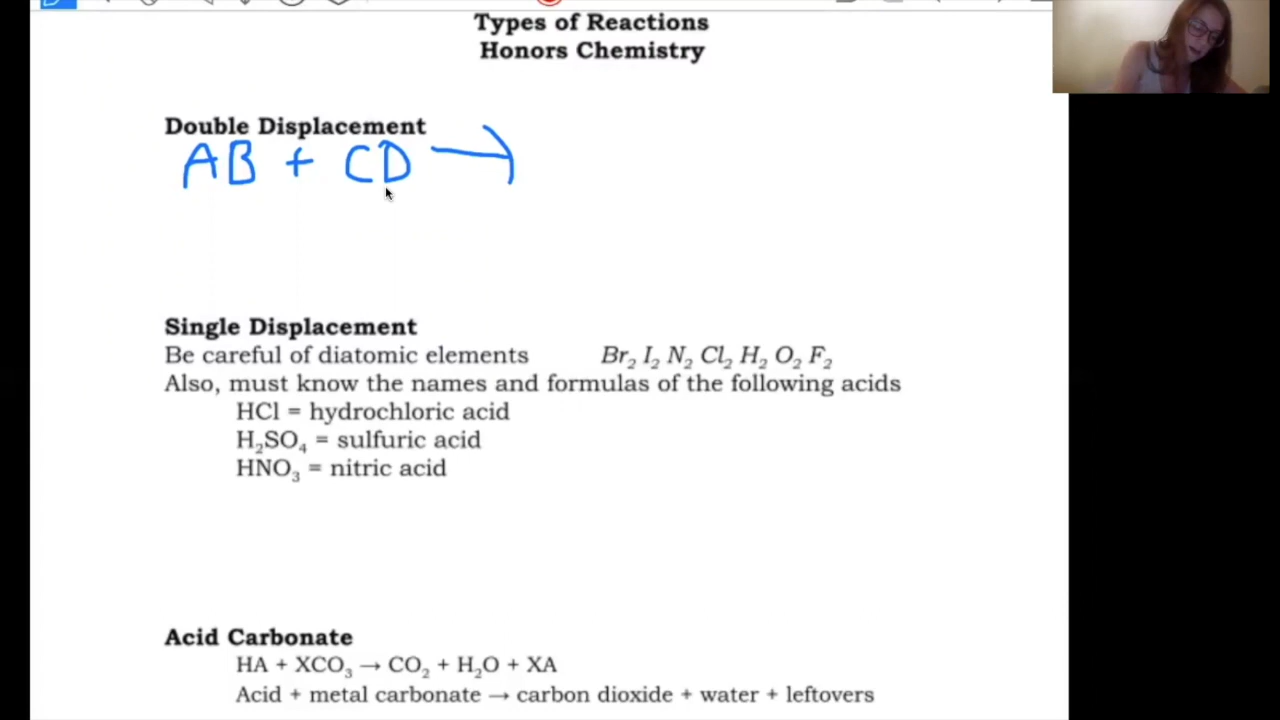 Types of Reactions
Honors Chemistry
Double Displacement
AB + CD →
Single Displacement
Be careful of diatomic elements Br₂ I₂ N₂ Cl₂ H₂ O₂ F₂
Also, must know the names and formulas of the following acids
HCl = hydrochloric acid
H₂SO₄ = sulfuric acid
HNO₃ = nitric acid
Acid Carbonate
HA + XCO₃ → CO₂ + H₂O + XA
Acid + metal carbonate → carbon dioxide + water + leftovers